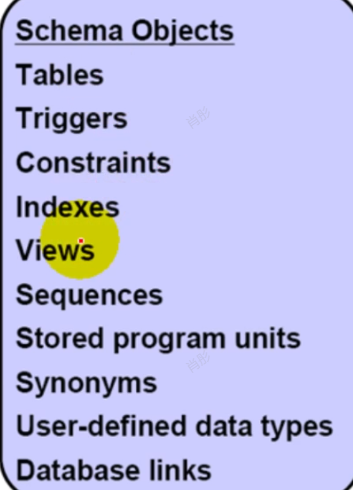 Schema Objects
Tables
Triggers
Constraints
Indexes
Views
Sequences
Stored program units
Synonyms
User-defined data types
Database links